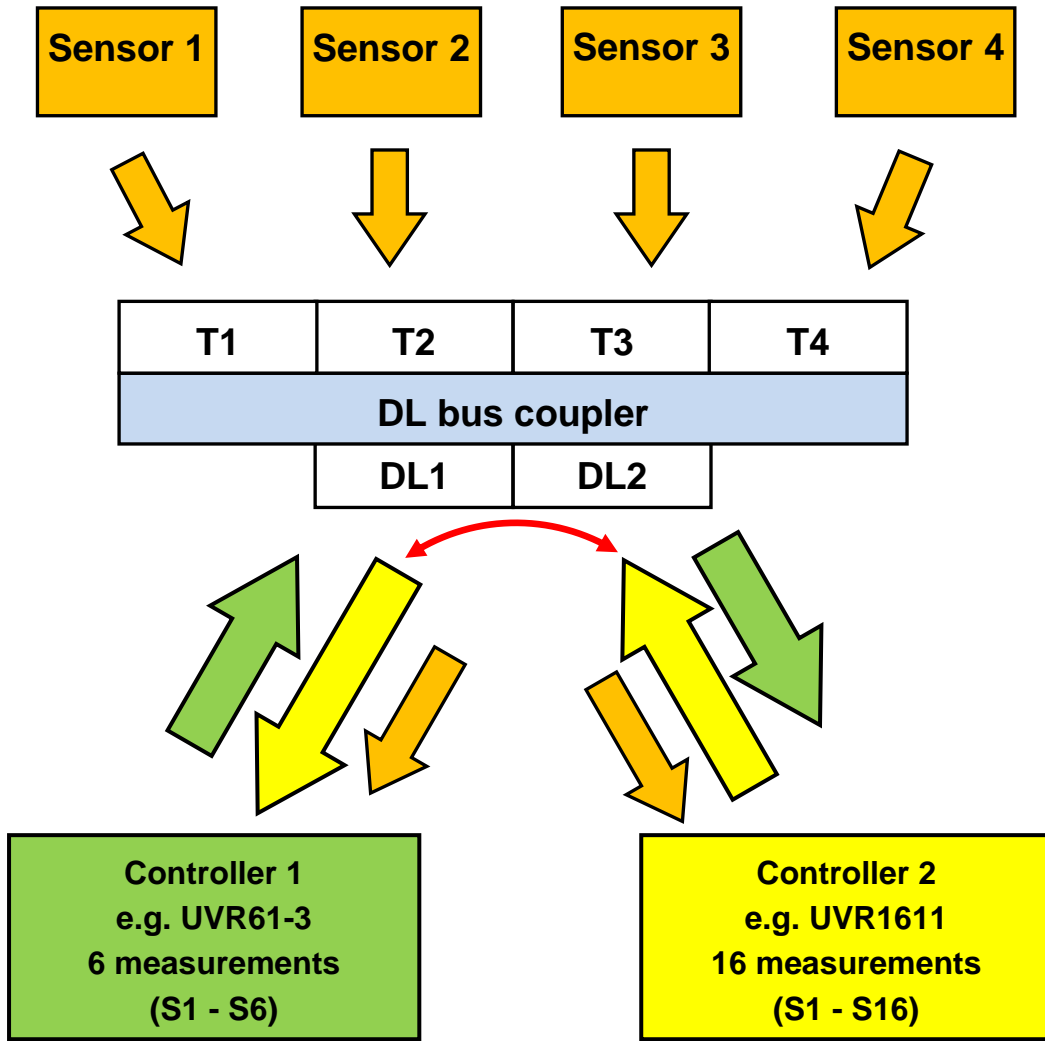 Sensor 1
Sensor 2
Sensor 3
Sensor 4
T1
T2
T3
T4
DL bus coupler
DL1
DL2
Controller 1
e.g. UVR61-3
6 measurements
(S1 - S6)
Controller 2
e.g. UVR1611
16 measurements
(S1 - S16)